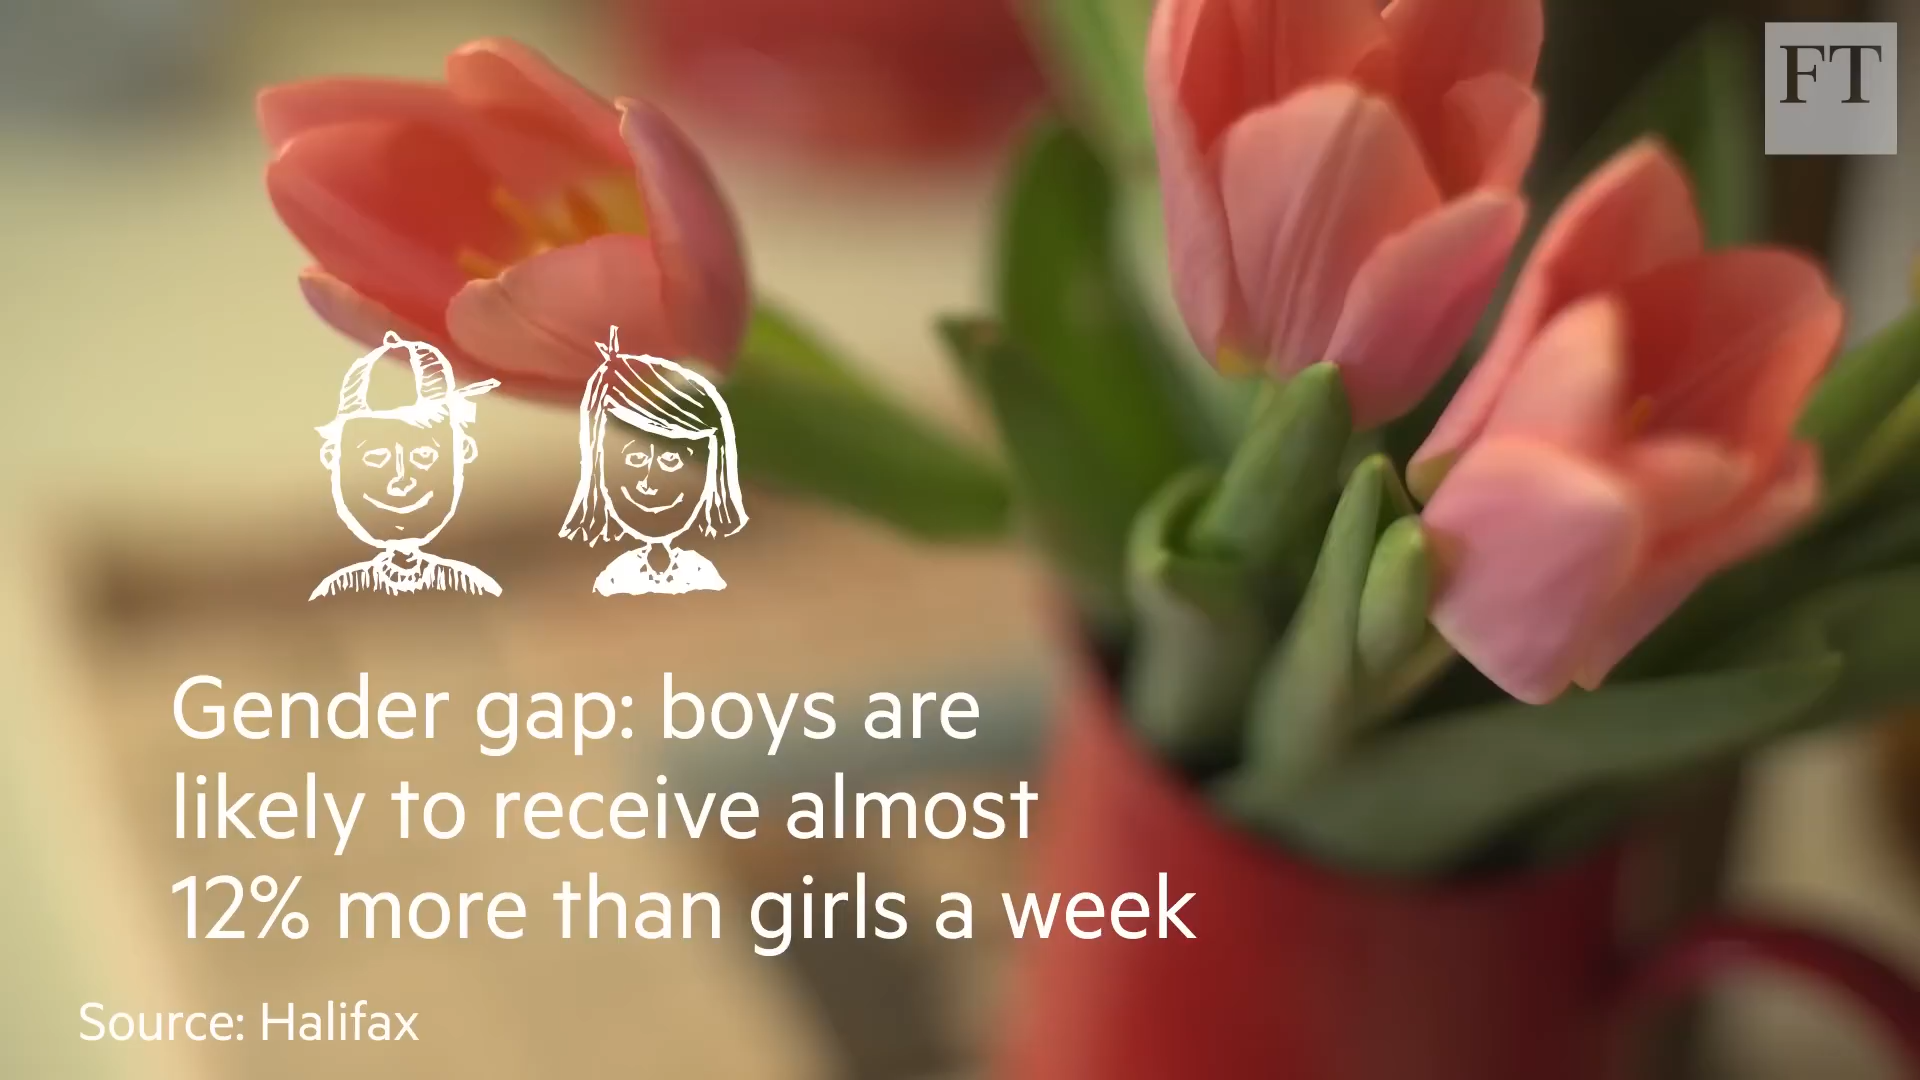 FT
Gender gap: boys are
likely to receive almost
12% more than girls a week
Source: Halifax